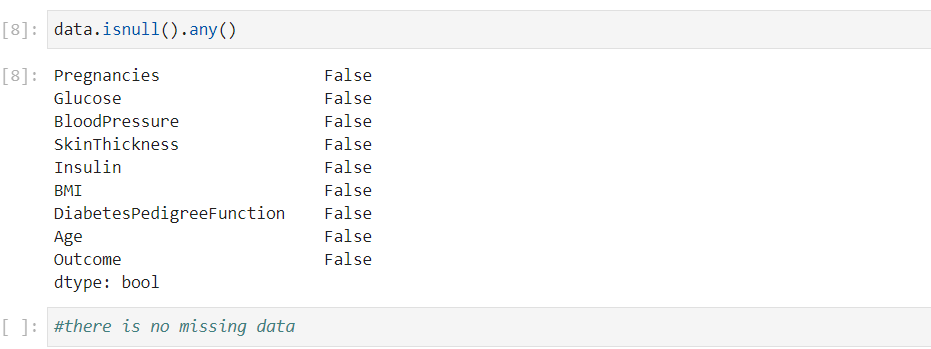 [8]: data.isnull().any()
[8]: Pregnancies False
Glucose False
BloodPressure False
SkinThickness False
Insulin False
BMI False
DiabetesPedigreeFunction False
Age False
Outcome False
dtype: bool
[ ]: #there is no missing data